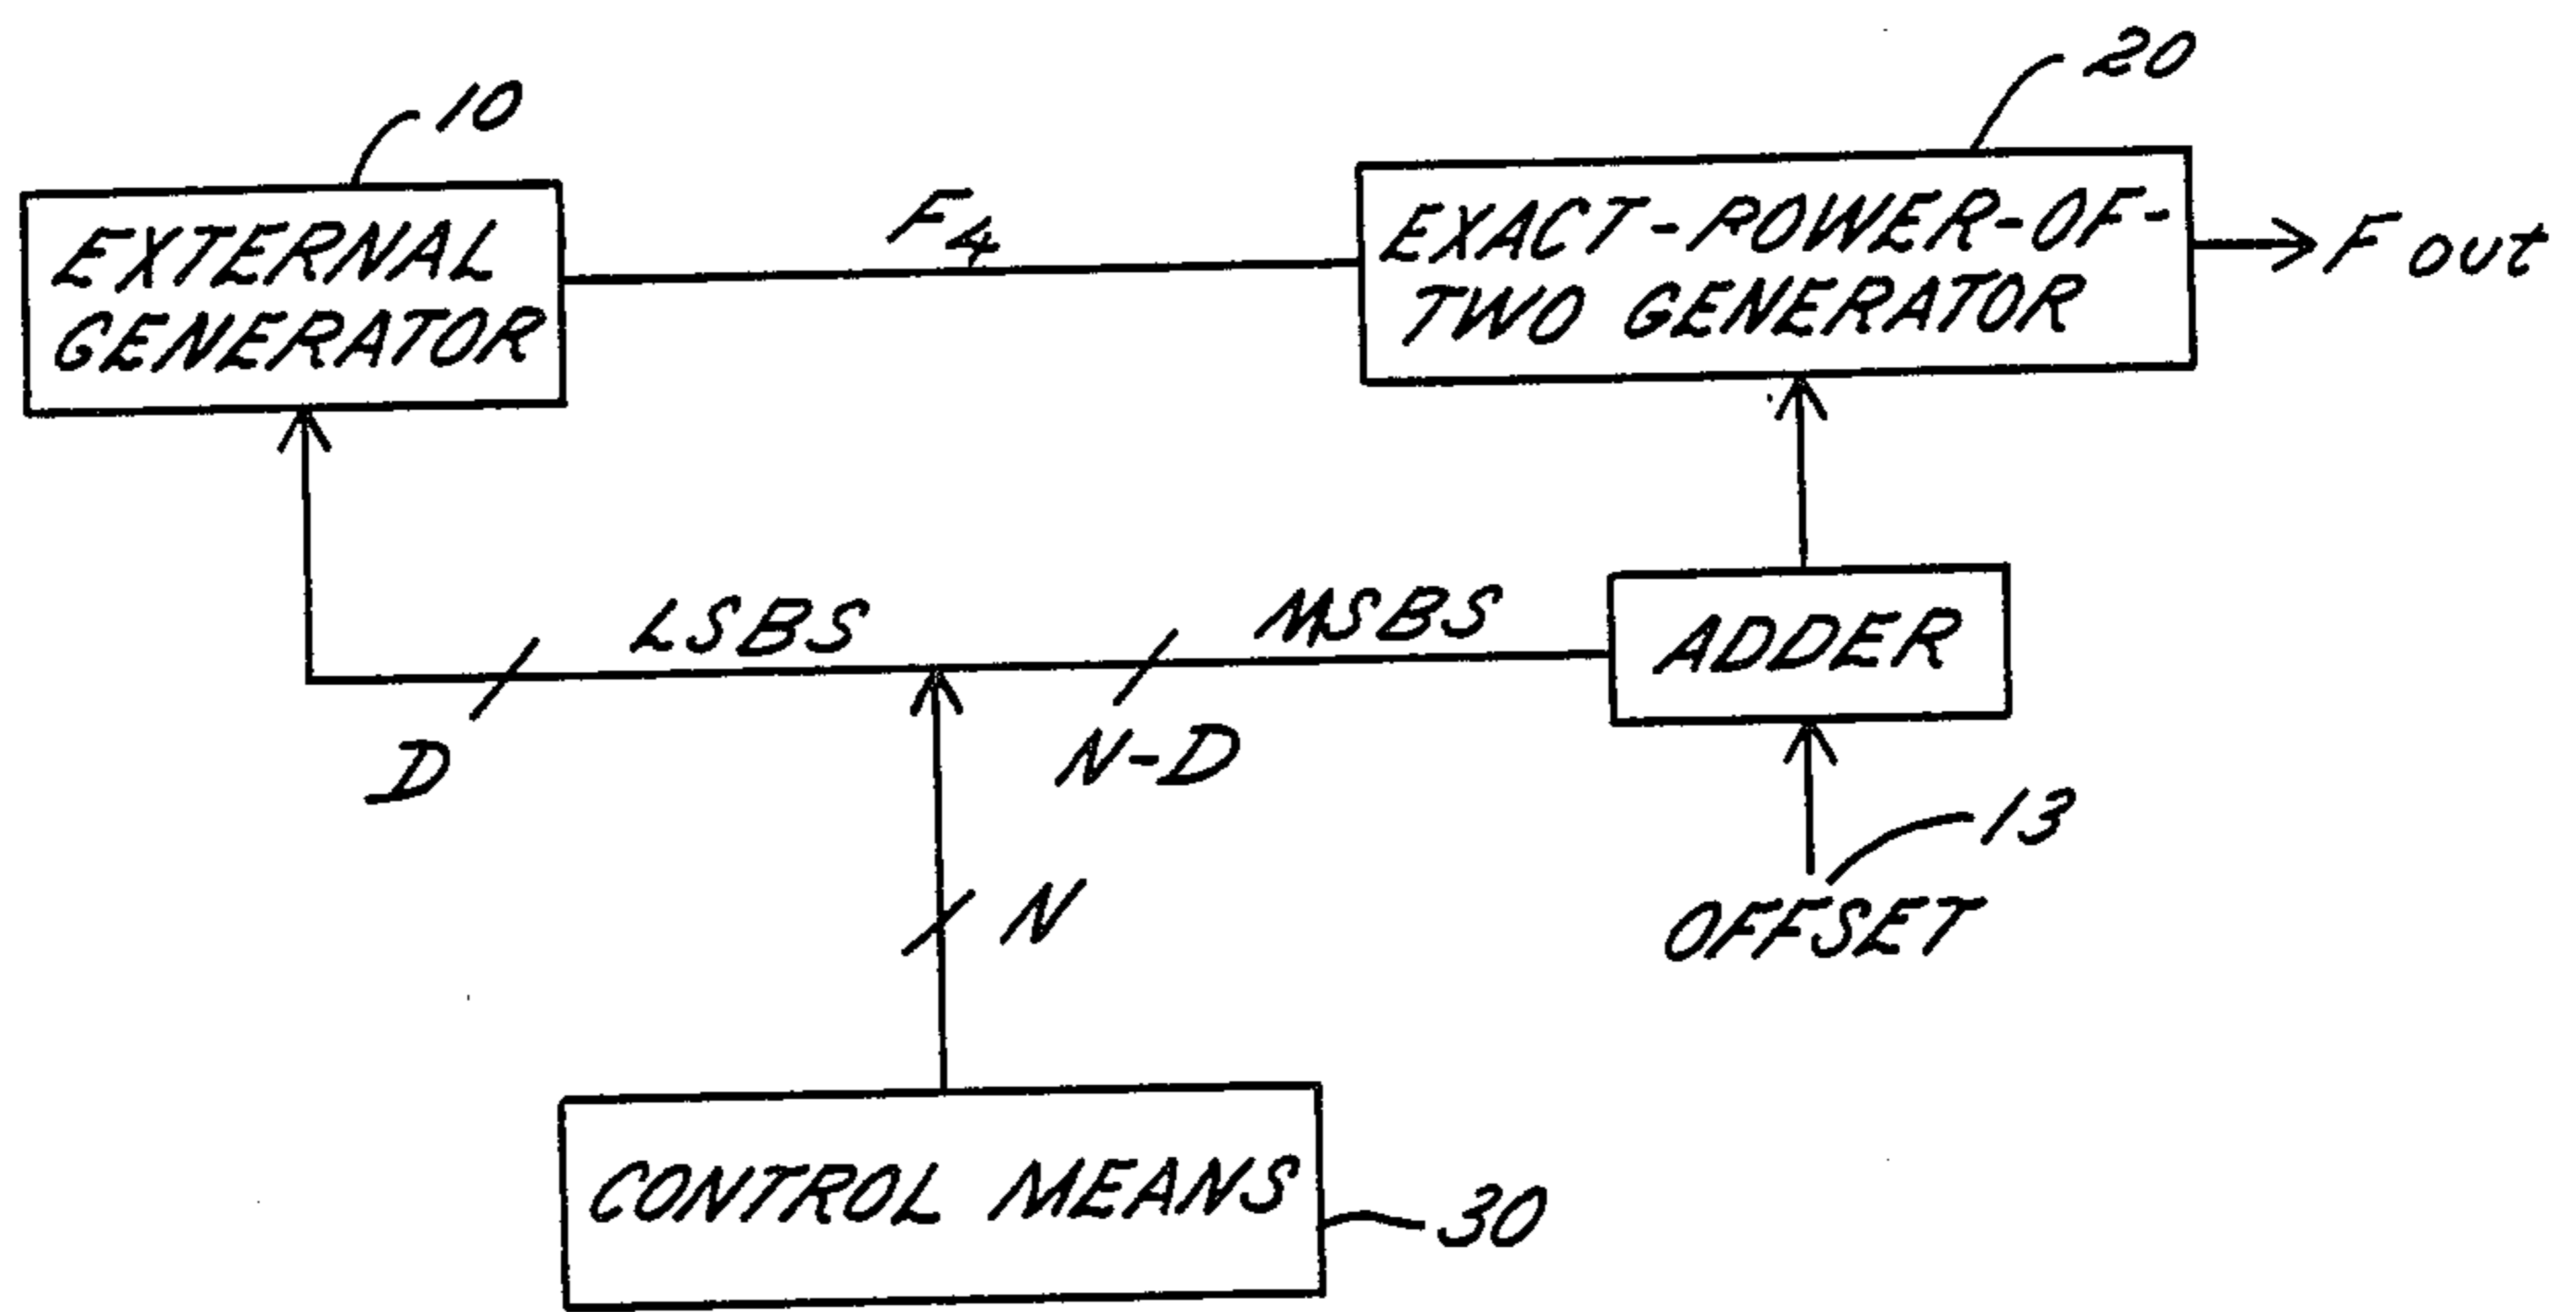 10
20
EXTERNAL
GENERATOR
F4
EXACT-POWER-OF-
TWO GENERATOR
F out
LSBS
MSBS
ADDER
D
N-D
13
N
OFFSET
CONTROL MEANS
30